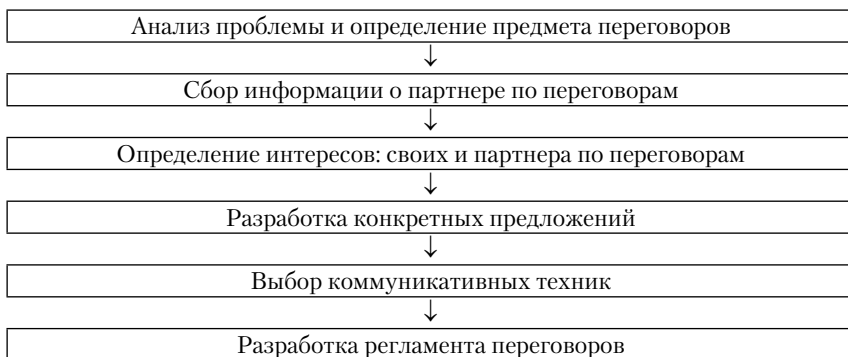 Анализ проблемы и определение предмета переговоров
↓
Сбор информации о партнере по переговорам
↓
Определение интересов: своих и партнера по переговорам
↓
Разработка конкретных предложений
↓
Выбор коммуникативных техник
↓
Разработка регламента переговоров